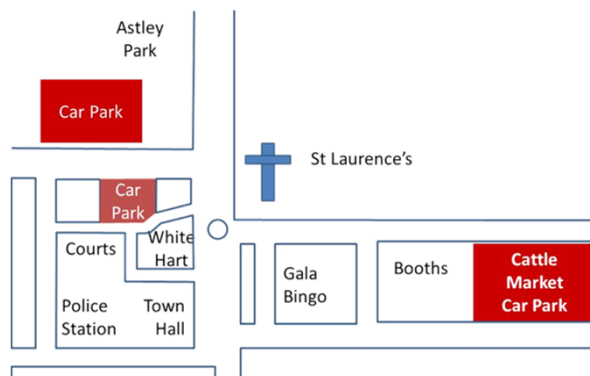 Astley
Park
Car Park
St Laurence's
Car
Park
Courts
White
Hart
Police
Station
Town
Hall
Gala
Bingo
Booths
Cattle
Market
Car Park